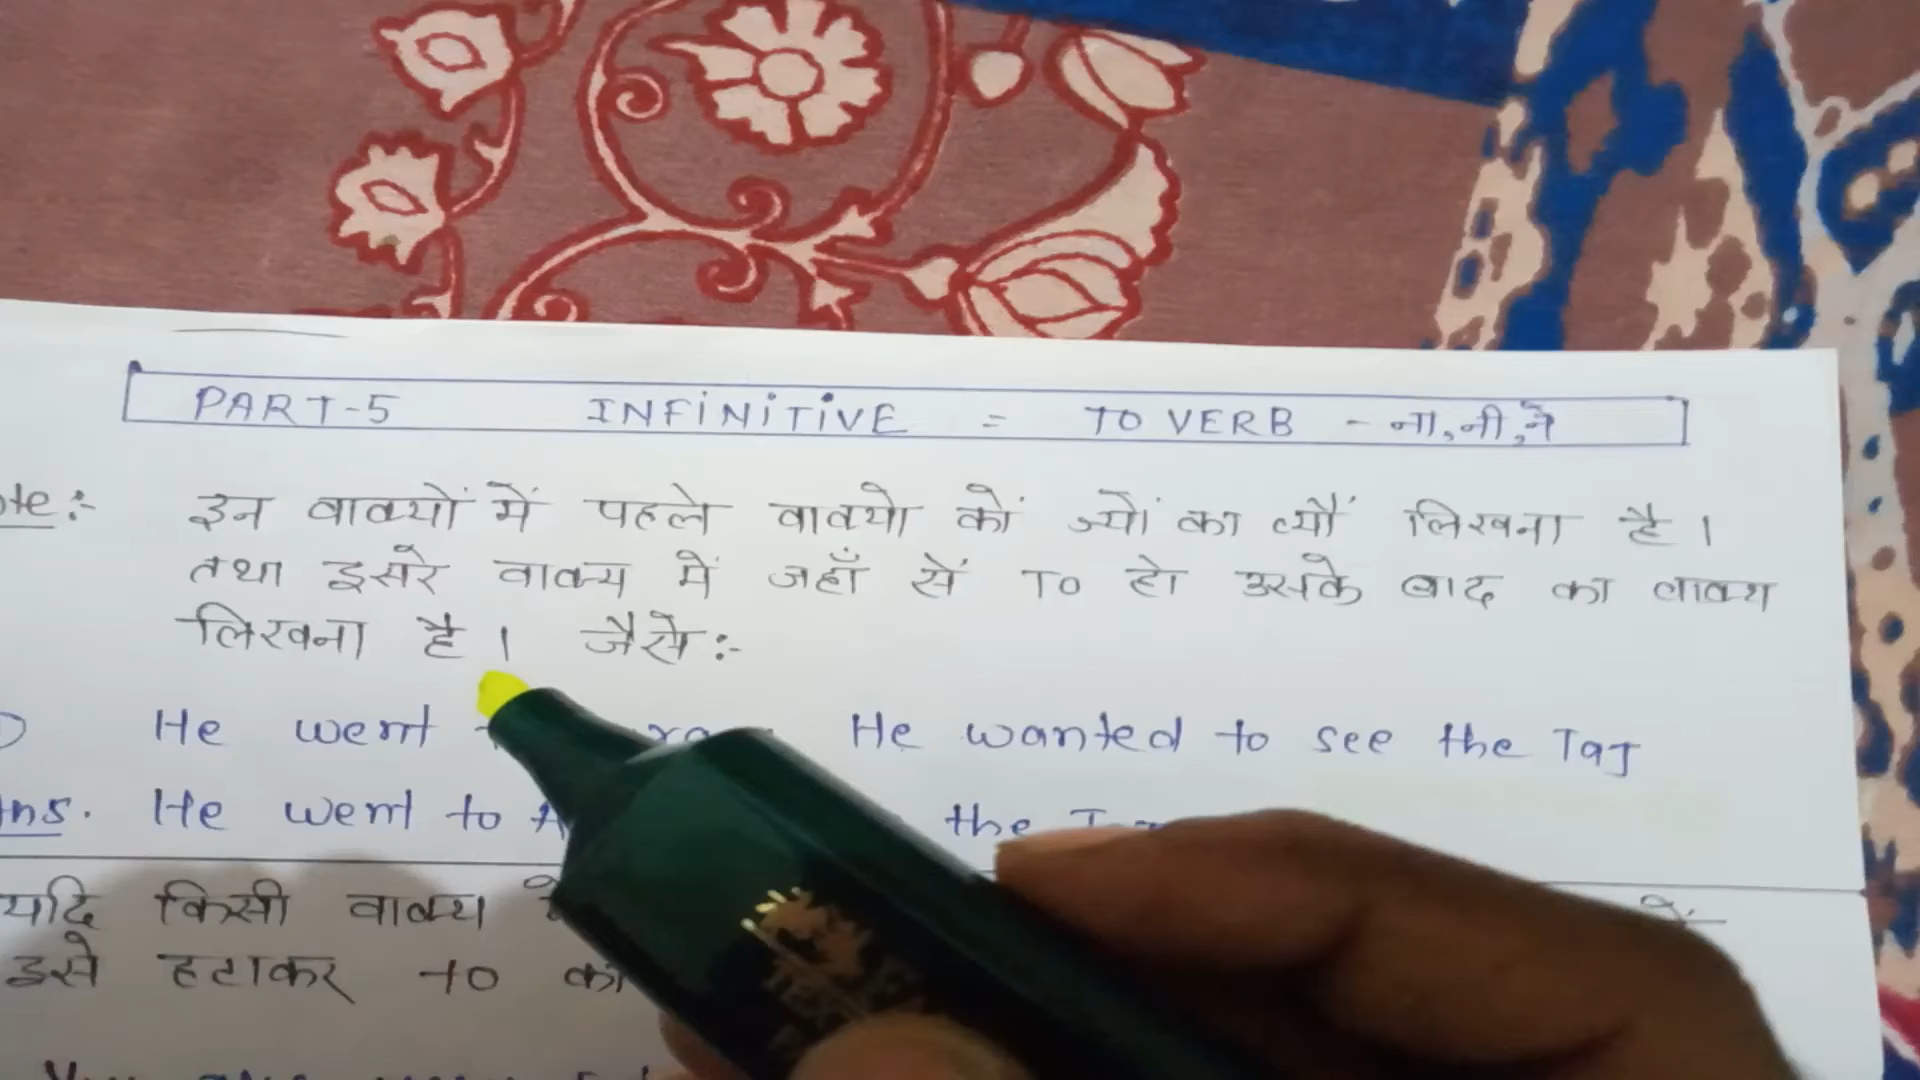 PART-5 INFINITIVE = TO VERB - ना, नी, ने
इन वाक्यों में पहले वाक्यो कों ज्यों का त्यौं लिखना है।
तथा दुसरे वाक्य में जहाँ सें TO हो उसके बाद का वाक्य
लिखना है। जैसे:-
He went He wanted to see the Taj
Ans. He went to the
यदि किसी वाक्य
इसे हटाकर to को